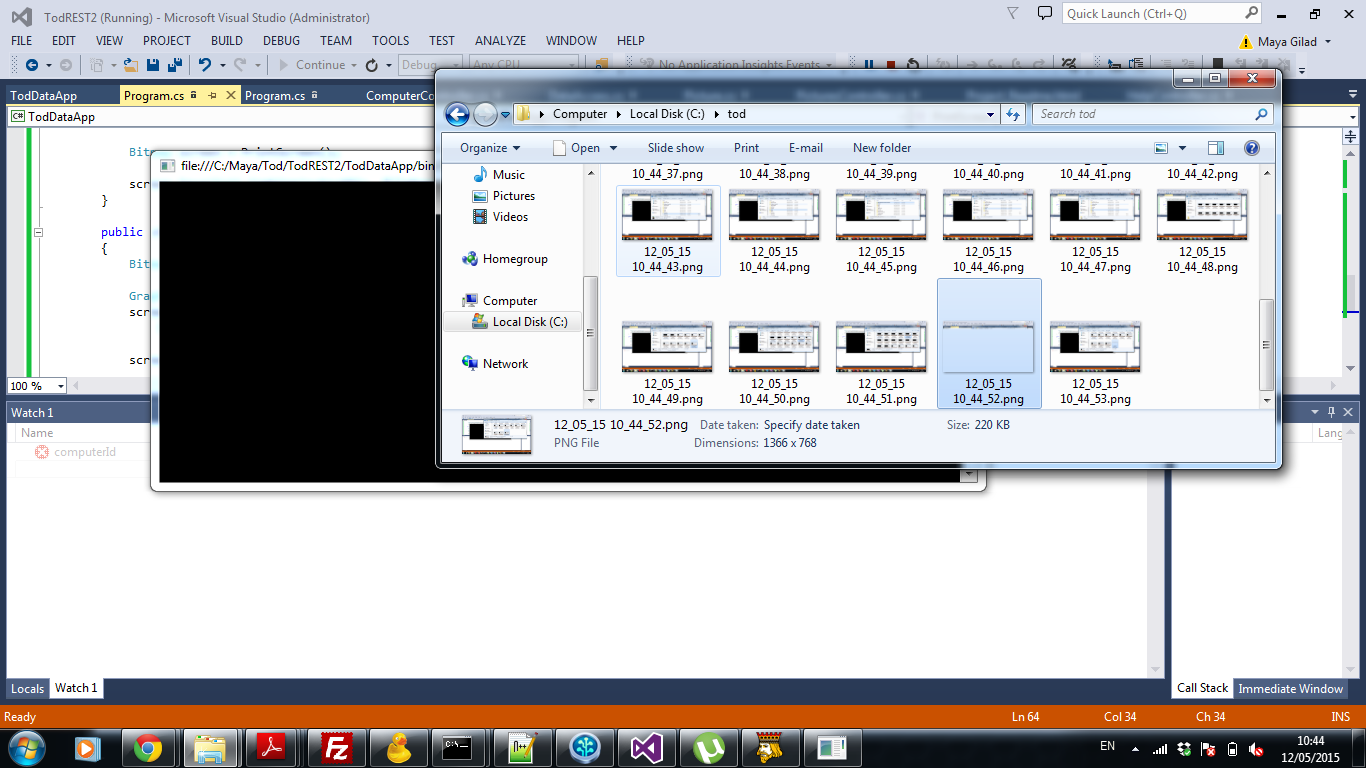 TodREST2 (Running) - Microsoft Visual Studio (Administrator)
Quick Launch (Ctrl+Q)
FILE EDIT VIEW PROJECT BUILD DEBUG TEAM TOOLS TEST ANALYZE WINDOW HELP
Maya Gilad
Continue Debug Any CPU No Application Insights Events
TodDataApp Program.cs Program.cs ComputerCo
C# TodDataApp
Bit
scr
}
public
{
Bit
Gra
scr
scr
100 %
file:///C:/Maya/Tod/TodREST2/TodDataApp/bin
Computer Local Disk (C:) tod
Search tod
Organize Open Slide show Print E-mail New folder
Music
Pictures
Videos
Homegroup
Computer
Local Disk (C:)
Network
10_44_37.png 10_44_38.png 10_44_39.png 10_44_40.png 10_44_41.png 10_44_42.png
12_05_15 12_05_15 12_05_15 12_05_15 12_05_15 12_05_15
10_44_43.png 10_44_44.png 10_44_45.png 10_44_46.png 10_44_47.png 10_44_48.png
12_05_15 12_05_15 12_05_15 12_05_15 12_05_15
10_44_49.png 10_44_50.png 10_44_51.png 10_44_52.png 10_44_53.png
12_05_15 10_44_52.png Date taken: Specify date taken Size: 220 KB
PNG File Dimensions: 1366 x 768
Watch 1
Name
computerId
Lang
Locals Watch 1
Call Stack Immediate Window
Ready Ln 64 Col 34 Ch 34 INS
EN
10:44
12/05/2015